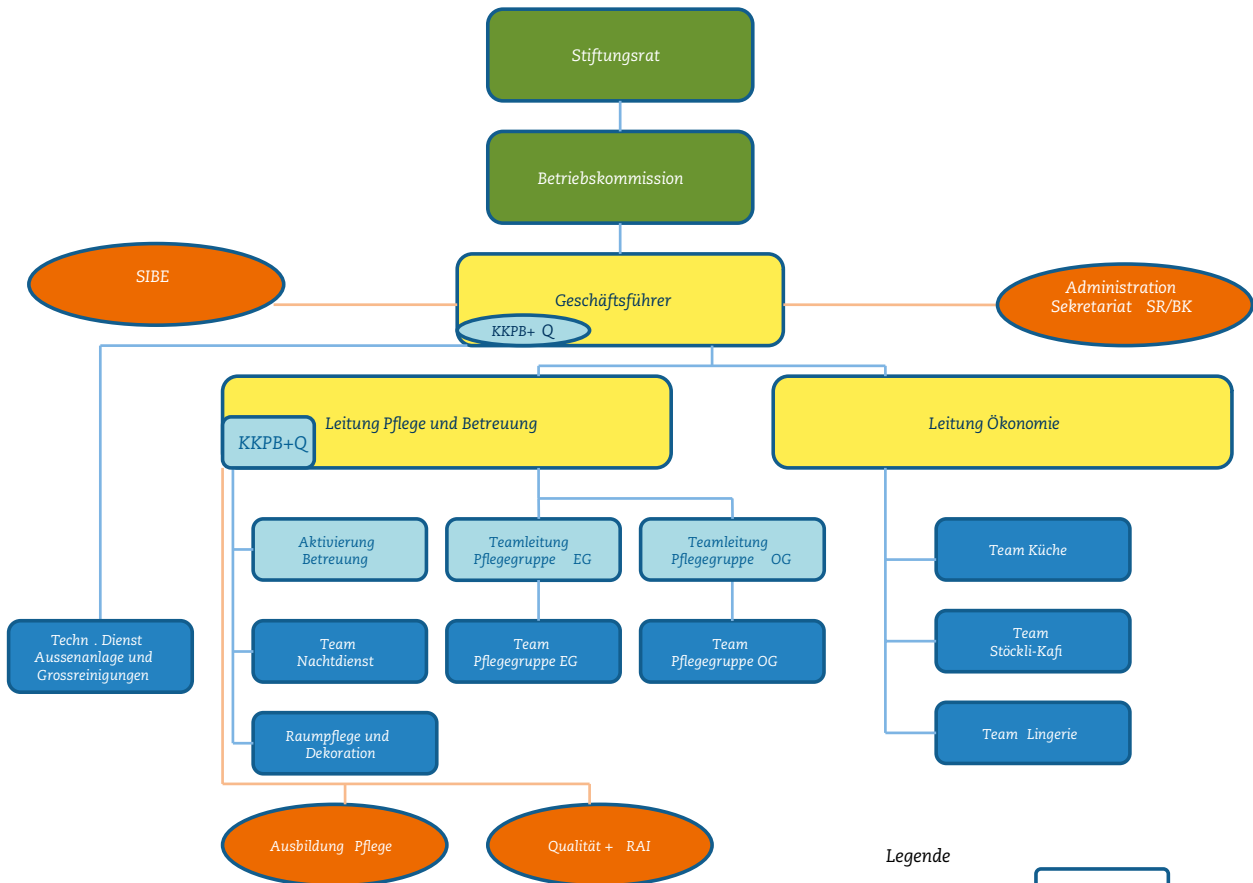 Stiftungsrat
Betriebskommission
SIBE
Geschäftsführer
KKPB+ Q
Administration
Sekretariat SR/BK
Leitung Pflege und Betreuung
KKPB+Q
Leitung Ökonomie
Aktivierung
Betreuung
Teamleitung
Pflegegruppe EG
Teamleitung
Pflegegruppe OG
Team Küche
Techn . Dienst
Aussenanlage und
Grossreinigungen
Team
Nachtdienst
Team
Pflegegruppe EG
Team
Pflegegruppe OG
Team
Stöckli-Kafi
Raumpflege und
Dekoration
Team Lingerie
Ausbildung Pflege
Qualität + RAI
Legende